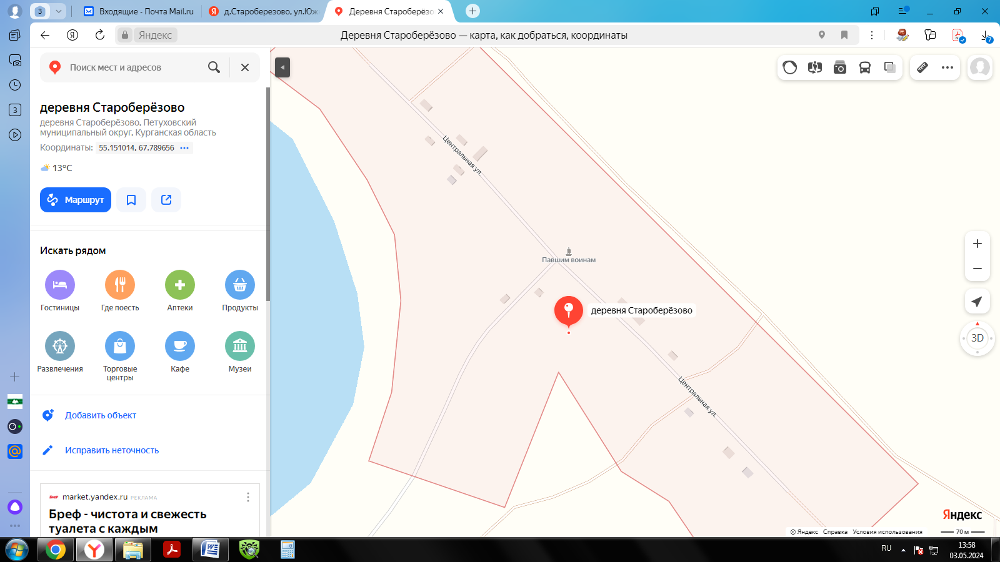 3
Входящие - Почта Mail.ru
д.Староберезово, ул.Юж
Деревня Староберёзо
Яндекс
Деревня Староберёзово — карта, как добраться, координаты
7
3
Поиск мест и адресов
деревня Староберёзово
деревня Староберёзово, Петуховский
муниципальный округ, Курганская область
Координаты: 55.151014, 67.789656
13°C
Маршрут
Искать рядом
Гостиницы
Где поесть
Аптеки
Продукты
Развлечения
Торговые
центры
Кафе
Музеи
Добавить объект
Исправить неточность
market.yandex.ru РЕКЛАМА
Бреф - чистота и свежесть
туалета с каждым
Центральная ул.
Павшим воинам
деревня Староберёзово
Центральная ул.
3D
Яндекс
© Яндекс Справка Условия использования
70 м
RU
13:58
03.05.2024